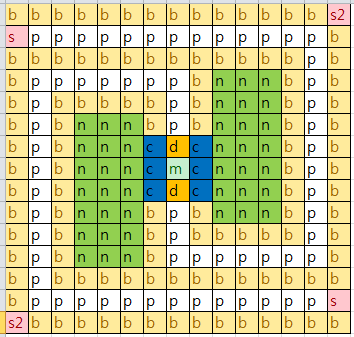 b b b b b b b b b b b b b b s2
s p p p p p p p p p p p p p b
b b b b b b b b b b b b b p b
b p p p p p p p b n n n b p b
b p b b b b b p b n n n b p b
b p b n n n b p b n n n b p b
b p b n n n c d c n n n b p b
b p b n n n c m c n n n b p b
b p b n n n c d c n n n b p b
b p b n n n b p b n n n b p b
b p b n n n b p b b b b b p b
b p b n n n b p p p p p p p b
b p b b b b b b b b b b b b b
b p p p p p p p p p p p p p s
s2 b b b b b b b b b b b b b b